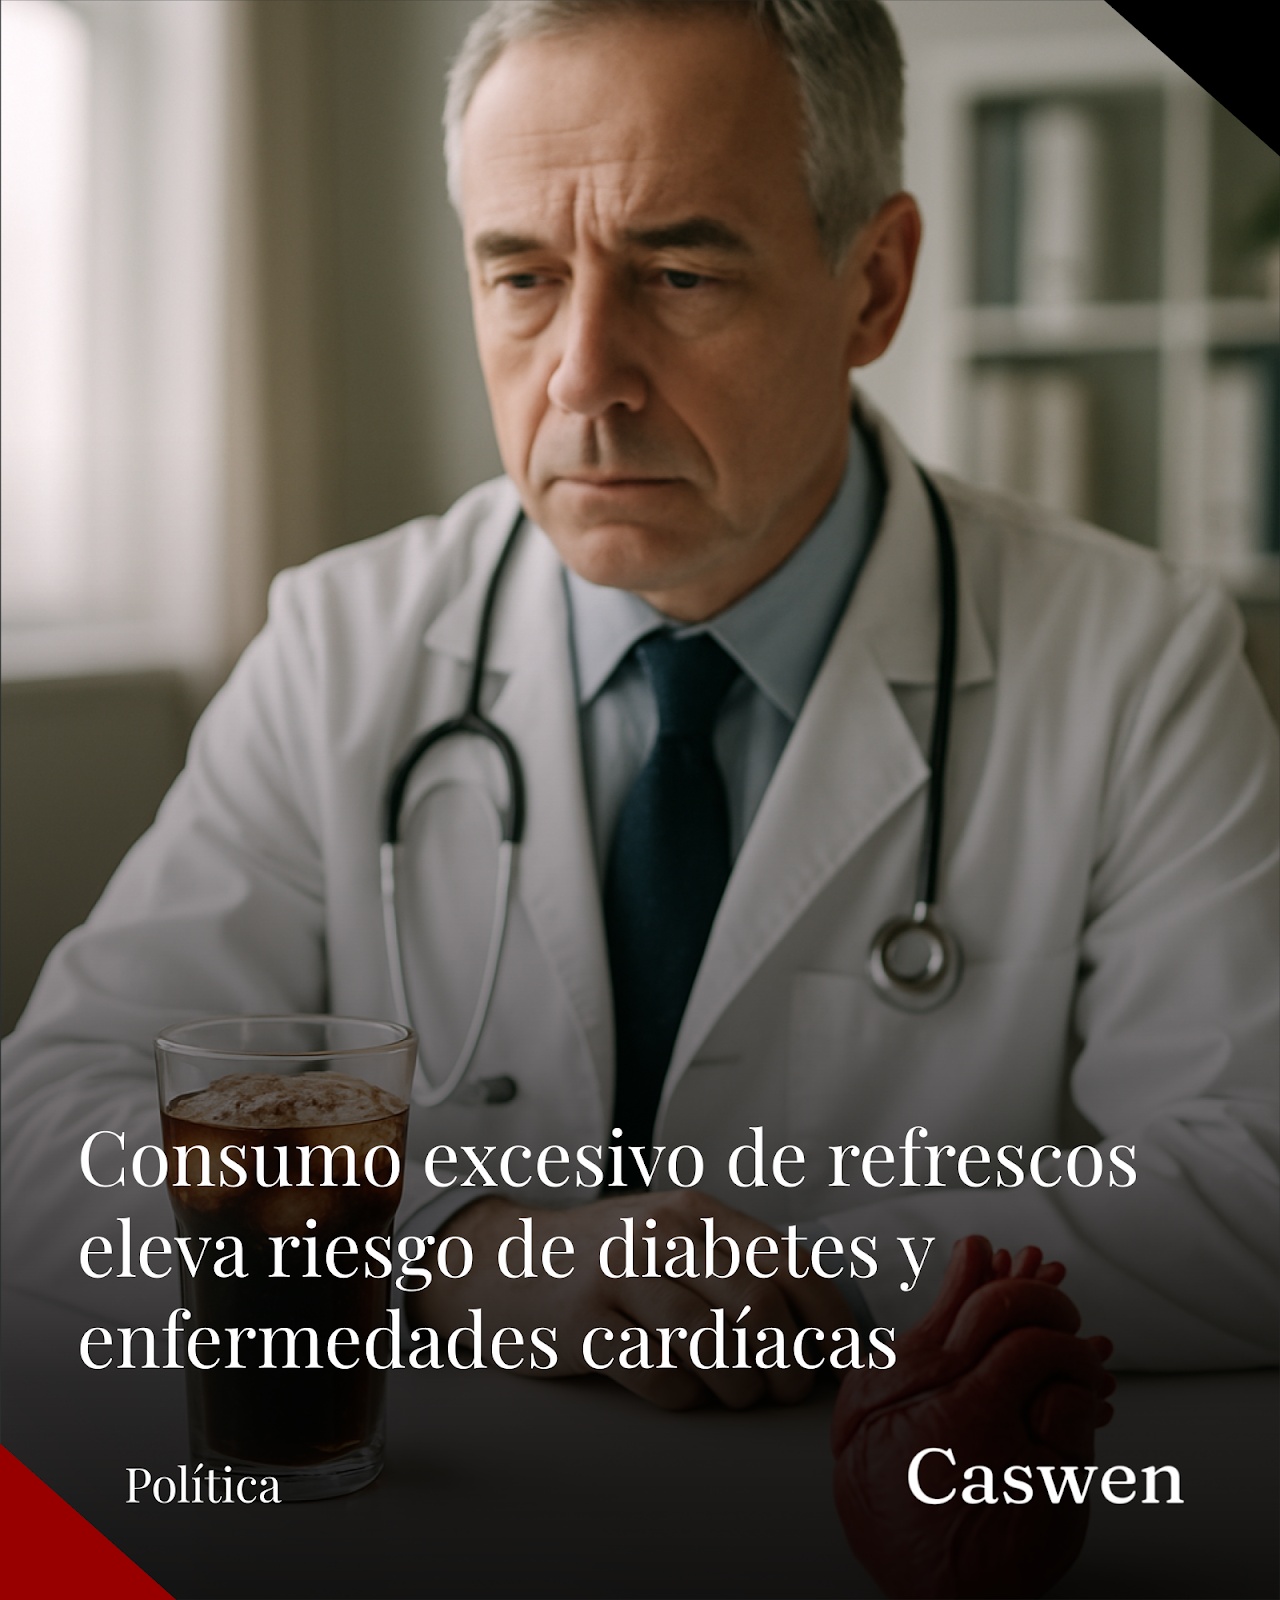 Consumo excesivo de refrescos
eleva riesgo de diabetes y
enfermedades cardíacas
Política
Caswen